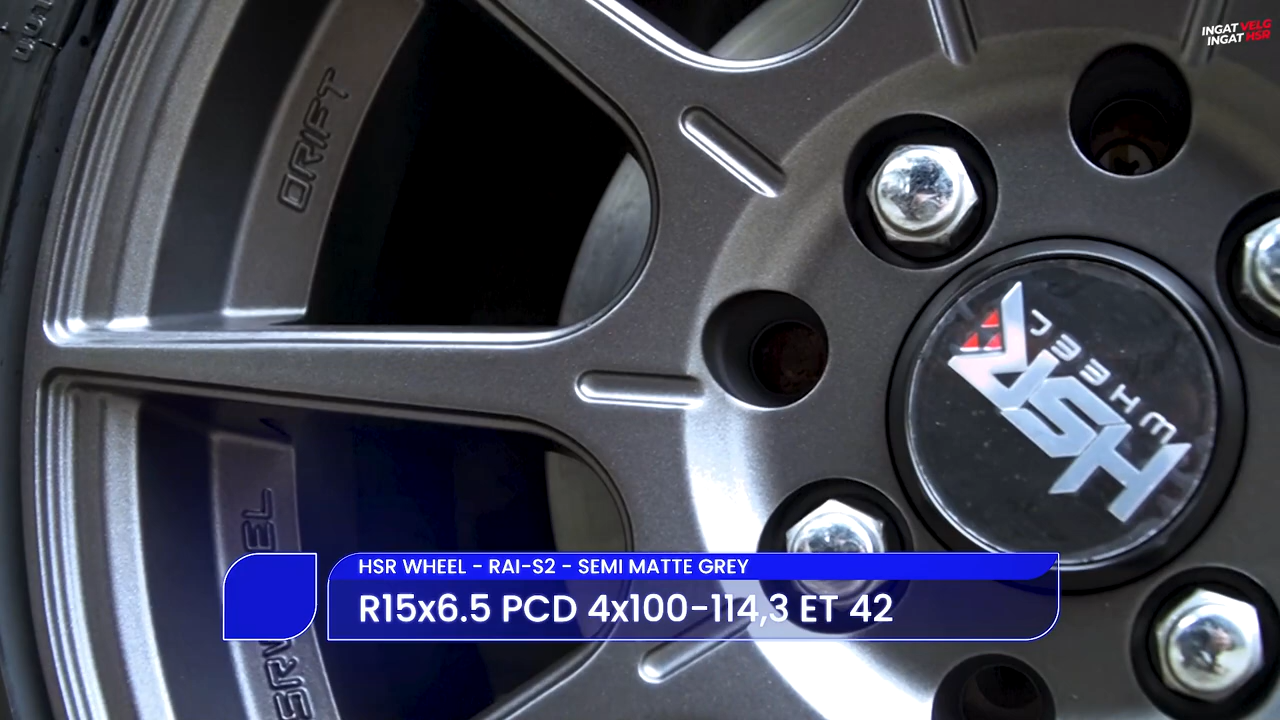 INGAT VELG
INGAT HSR
DRIFT
WHEEL
HSR
HSR WHEEL - RAI-S2 - SEMI MATTE GREY
R15x6.5 PCD 4x100-114,3 ET 42